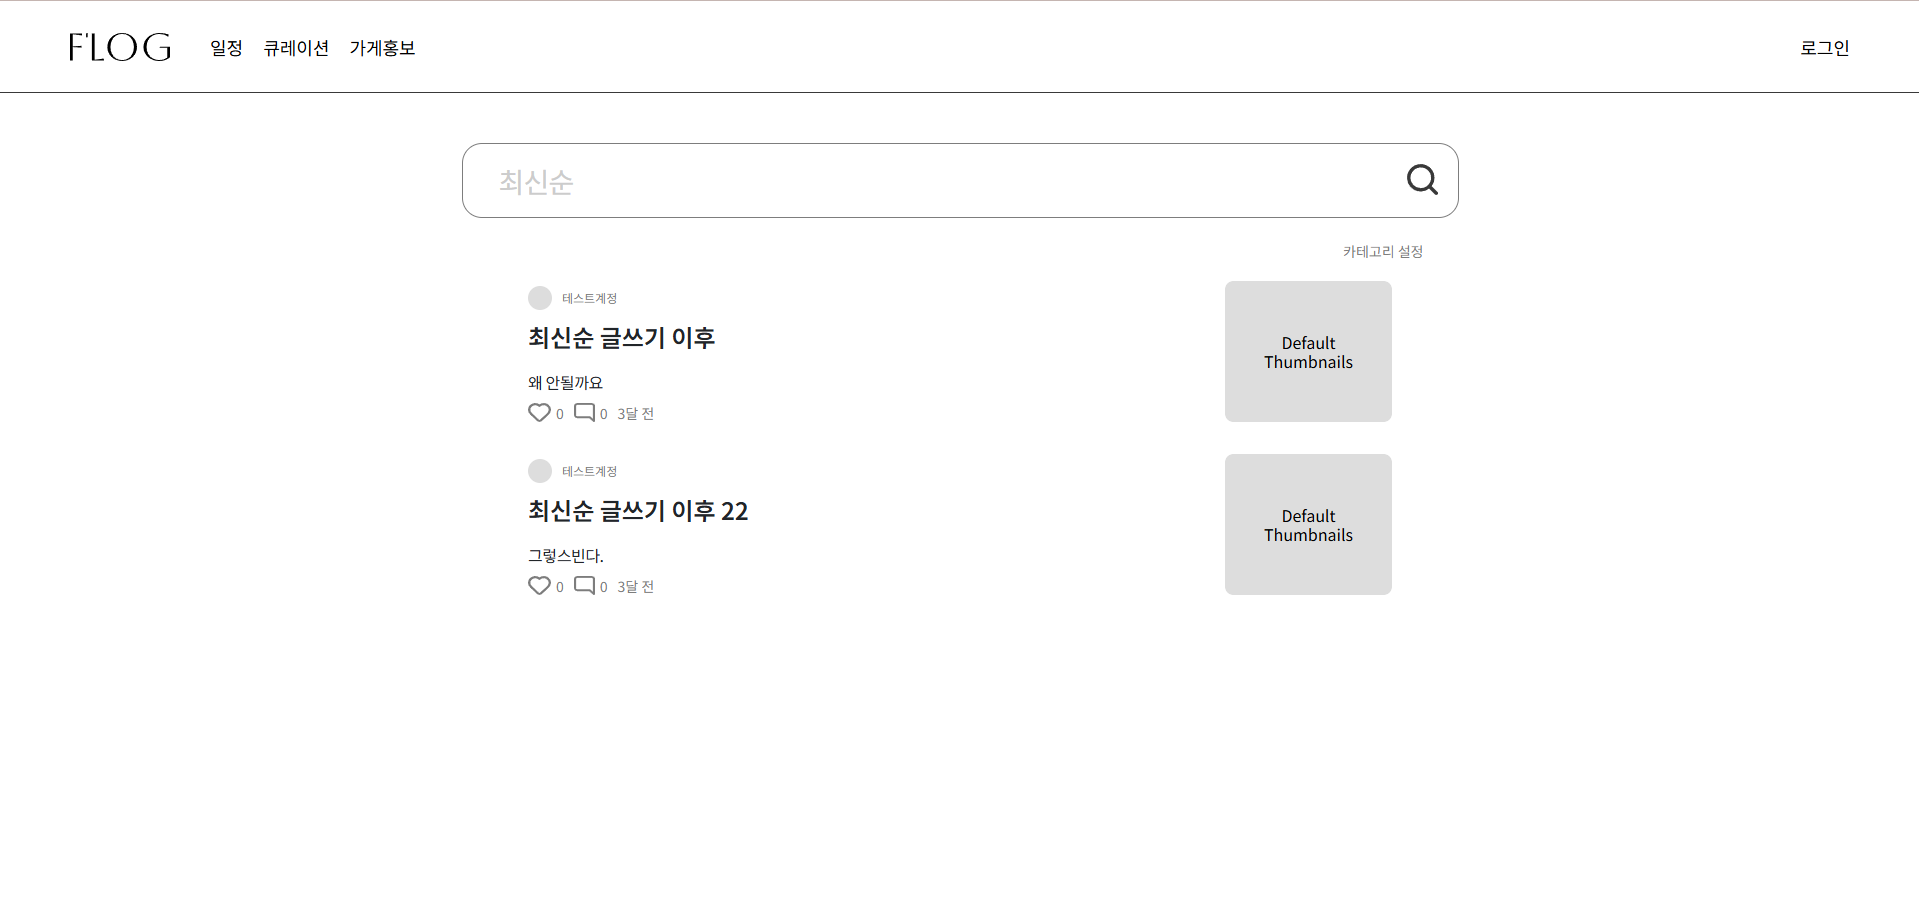 F'LOG 일정 큐레이션 가게홍보 로그인
최신순
카테고리 설정
테스트계정
최신순 글쓰기 이후
왜 안될까요
0 0 3달 전
Default
Thumbnails
테스트계정
최신순 글쓰기 이후 22
그렇스빈다.
0 0 3달 전
Default
Thumbnails